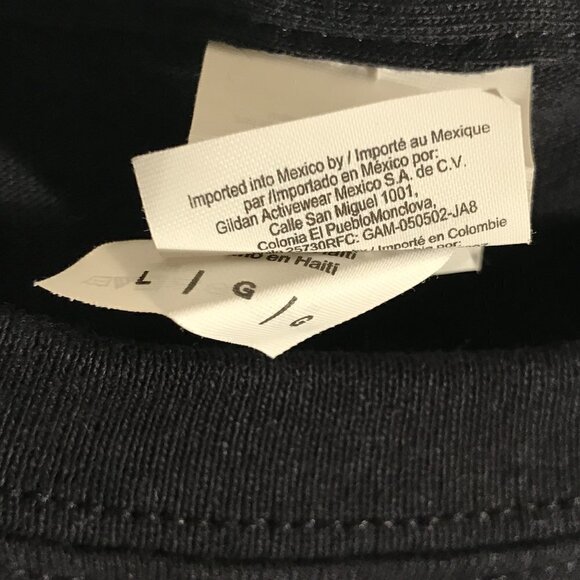 Imported into Mexico by / Importé au Mexique
par /Importado en México por:
Gildan Activewear Mexico S.A. de C.V.
Calle San Miguel 1001,
Colonia El PuebloMonclova,
25730RFC: GAM-050502-JA8
/ Importé en Colombie
en Haiti
L / G / G